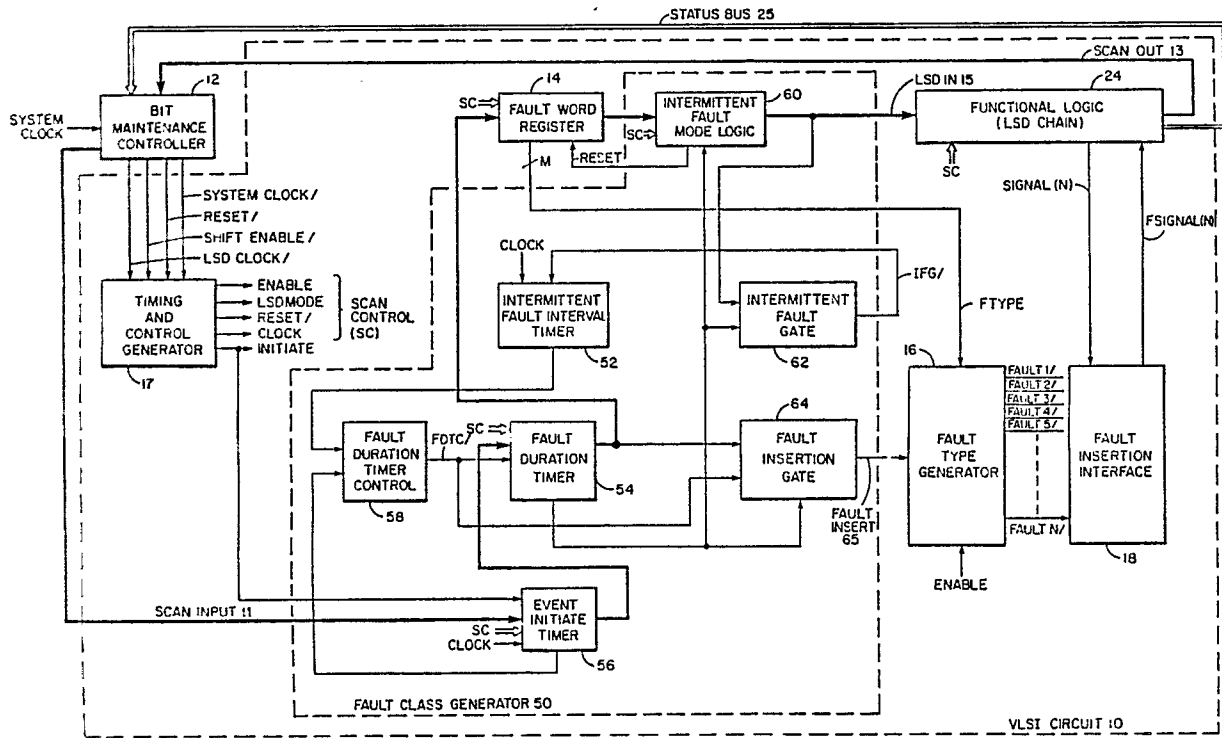 STATUS BUS 25
SCAN OUT 13
12
SYSTEM
CLOCK
BIT
MAINTENANCE
CONTROLLER
SC
14
FAULT WORD
REGISTER
60
INTERMITTENT
FAULT
MODE LOGIC
SC
RESET
M
LSD IN 15
24
FUNCTIONAL LOGIC
(LSD CHAIN)
SC
SIGNAL (N)
FSIGNAL(N)
SYSTEM CLOCK/
RESET/
SHIFT ENABLE/
LSD CLOCK/
TIMING
AND
CONTROL
GENERATOR
17
ENABLE
LSDMODE
RESET/
CLOCK
INITIATE
SCAN
CONTROL
(SC)
CLOCK
INTERMITTENT
FAULT INTERVAL
TIMER
52
INTERMITTENT
FAULT
GATE
62
IFG/
FTYPE
16
FAULT
TYPE
GENERATOR
ENABLE
FAULT 1/
FAULT 2/
FAULT 3/
FAULT 4/
FAULT 5/
FAULT N/
FAULT
INSERTION
INTERFACE
18
FAULT
DURATION
TIMER
CONTROL
58
FDTC/
SC
FAULT
DURATION
TIMER
54
64
FAULT
INSERTION
GATE
FAULT
INSERT
65
SCAN INPUT 11
SC
CLOCK
EVENT
INITIATE
TIMER
56
FAULT CLASS GENERATOR 50
VLSI CIRCUIT 10